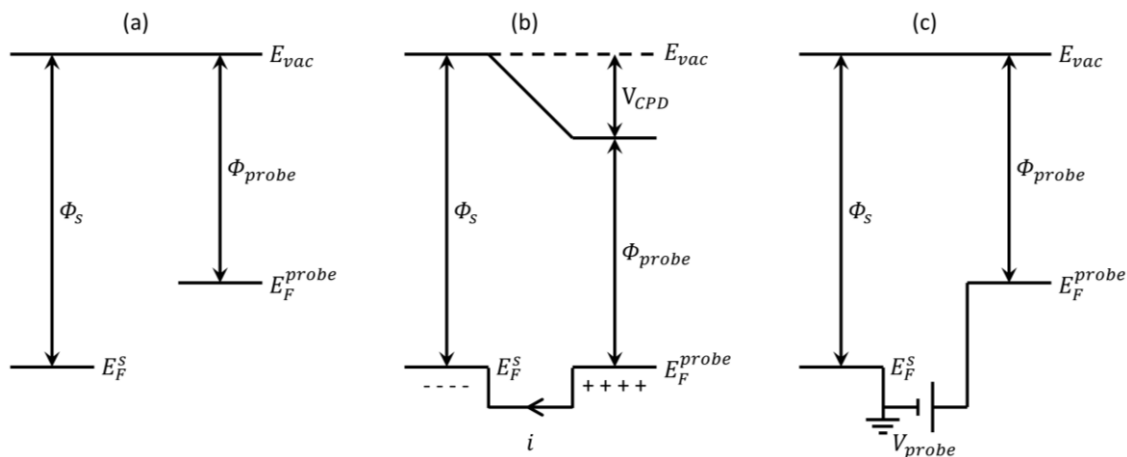 (a)
E_vac
Φ_probe
Φ_s
E_F^probe
E_F^s
(b)
E_vac
V_CPD
Φ_s
Φ_probe
E_F^s
E_F^probe
- - - -
+ + + +
i
(c)
E_vac
Φ_probe
Φ_s
E_F^probe
E_F^s
V_probe